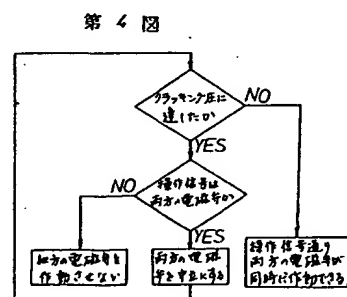 第4図
クラッキング圧に
達したか
NO
YES
操作信号は
両方の電磁弁か
NO
YES
他方の電磁弁を
作動させない
両方の電磁
弁を中立にする
操作信号通り
両方の電磁弁が
同時に作動できる